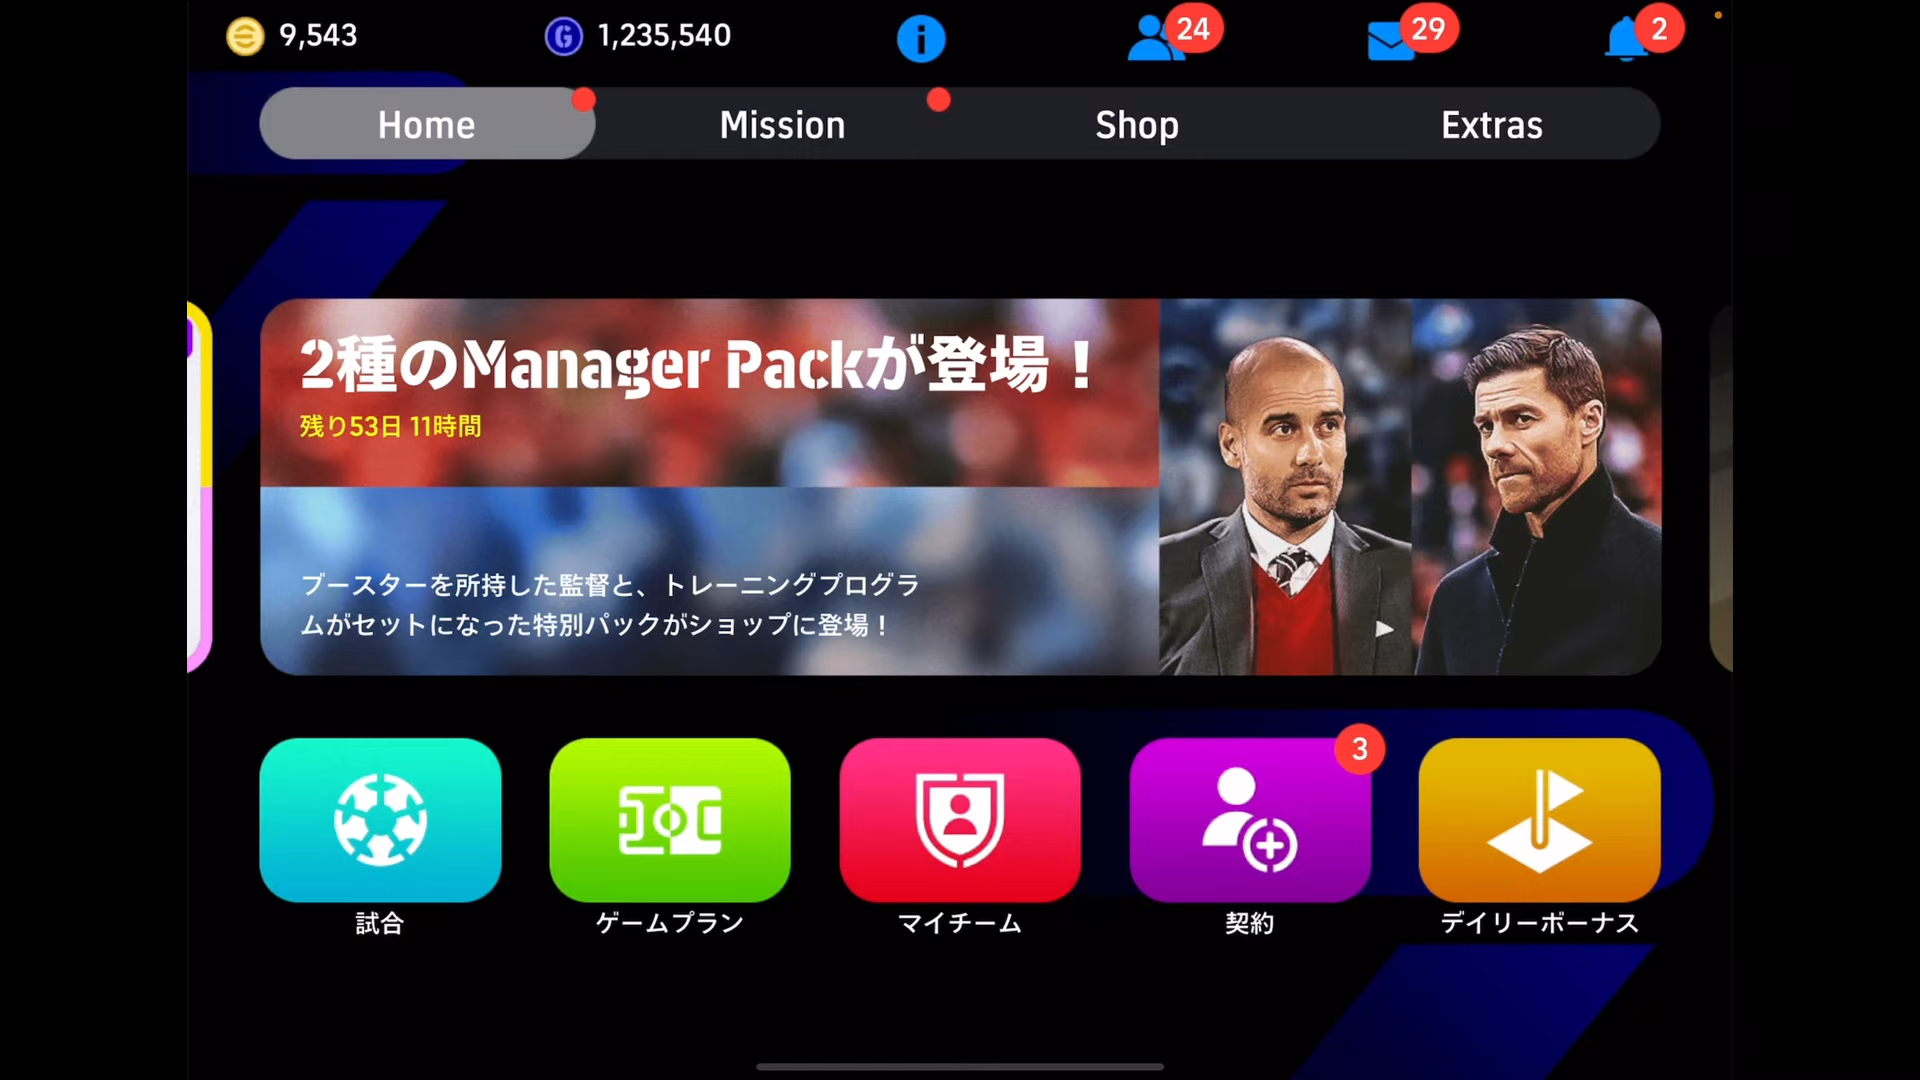 9,543
1,235,540
24
29
2
Home
Mission
Shop
Extras
2種のManager Packが登場！
残り53日 11時間
ブースターを所持した監督と、トレーニングプログラ
ムがセットになった特別パックがショップに登場！
3
試合
ゲームプラン
マイチーム
契約
デイリーボーナス